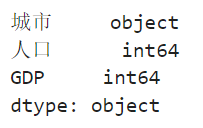 城市 object
人口 int64
GDP int64
dtype: object